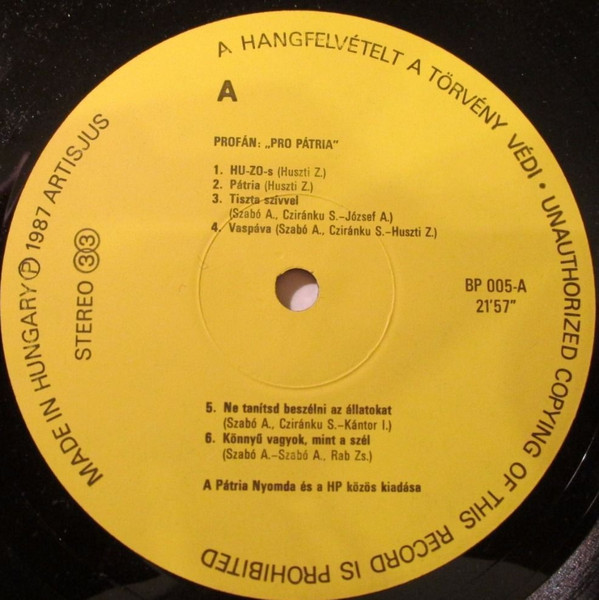 A HANGFELVÉTELT A TÖRVÉNY VÉDI • UNAUTHORIZED COPYING OF THIS RECORD IS PROHIBITED
MADE IN HUNGARY Ⓟ 1987 ARTISJUS
STEREO 33
A
PROFÁN: „PRO PÁTRIA”
1. HU-ZO-s (Huszti Z.)
2. Pátria (Huszti Z.)
3. Tiszta szívvel
(Szabó A., Cziránku S.–József A.)
4. Vaspáva (Szabó A., Cziránku S.–Huszti Z.)
BP 005-A
21'57"
5. Ne tanítsd beszélni az állatokat
(Szabó A., Cziránku S.–Kántor I.)
6. Könnyű vagyok, mint a szél
(Szabó A.–Szabó A., Rab Zs.)
A Pátria Nyomda és a HP közös kiadása